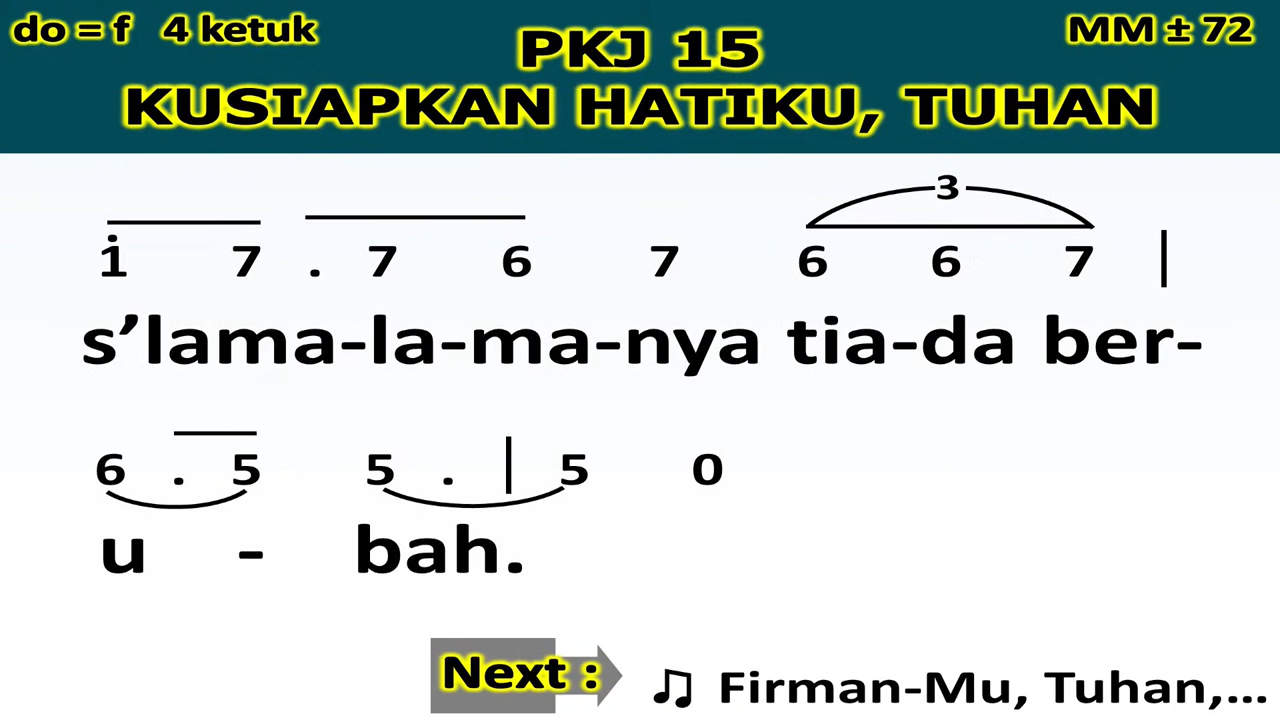 do = f 4 ketuk
MM ± 72
PKJ 15
KUSIAPKAN HATIKU, TUHAN
3
i 7 . 7 6 7 6 6 7 |
s’lama-la-ma-nya tia-da ber-
6 . 5 5 . | 5 0
u - bah.
Next : ♫ Firman-Mu, Tuhan,...